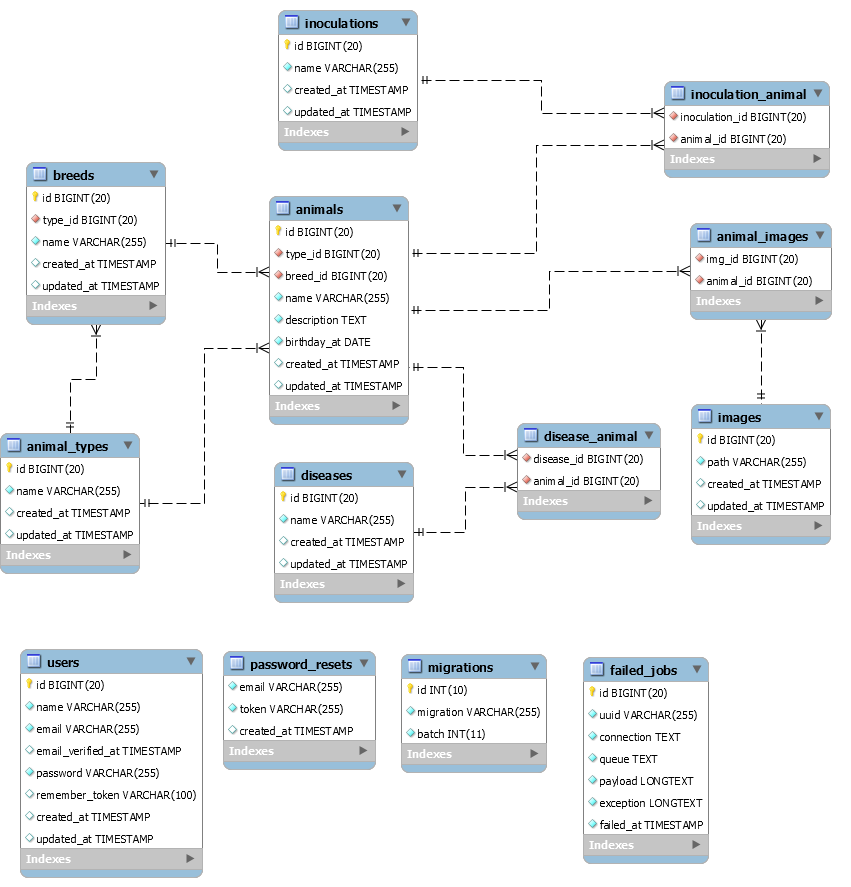 inoculations
id BIGINT(20)
name VARCHAR(255)
created_at TIMESTAMP
updated_at TIMESTAMP
Indexes
inoculation_animal
inoculation_id BIGINT(20)
animal_id BIGINT(20)
Indexes
breeds
id BIGINT(20)
type_id BIGINT(20)
name VARCHAR(255)
created_at TIMESTAMP
updated_at TIMESTAMP
Indexes
animals
id BIGINT(20)
type_id BIGINT(20)
breed_id BIGINT(20)
name VARCHAR(255)
description TEXT
birthday_at DATE
created_at TIMESTAMP
updated_at TIMESTAMP
Indexes
animal_images
img_id BIGINT(20)
animal_id BIGINT(20)
Indexes
animal_types
id BIGINT(20)
name VARCHAR(255)
created_at TIMESTAMP
updated_at TIMESTAMP
Indexes
diseases
id BIGINT(20)
name VARCHAR(255)
created_at TIMESTAMP
updated_at TIMESTAMP
Indexes
disease_animal
disease_id BIGINT(20)
animal_id BIGINT(20)
Indexes
images
id BIGINT(20)
path VARCHAR(255)
created_at TIMESTAMP
updated_at TIMESTAMP
Indexes
users
id BIGINT(20)
name VARCHAR(255)
email VARCHAR(255)
email_verified_at TIMESTAMP
password VARCHAR(255)
remember_token VARCHAR(100)
created_at TIMESTAMP
updated_at TIMESTAMP
Indexes
password_resets
email VARCHAR(255)
token VARCHAR(255)
created_at TIMESTAMP
Indexes
migrations
id INT(10)
migration VARCHAR(255)
batch INT(11)
Indexes
failed_jobs
id BIGINT(20)
uuid VARCHAR(255)
connection TEXT
queue TEXT
payload LONGTEXT
exception LONGTEXT
failed_at TIMESTAMP
Indexes